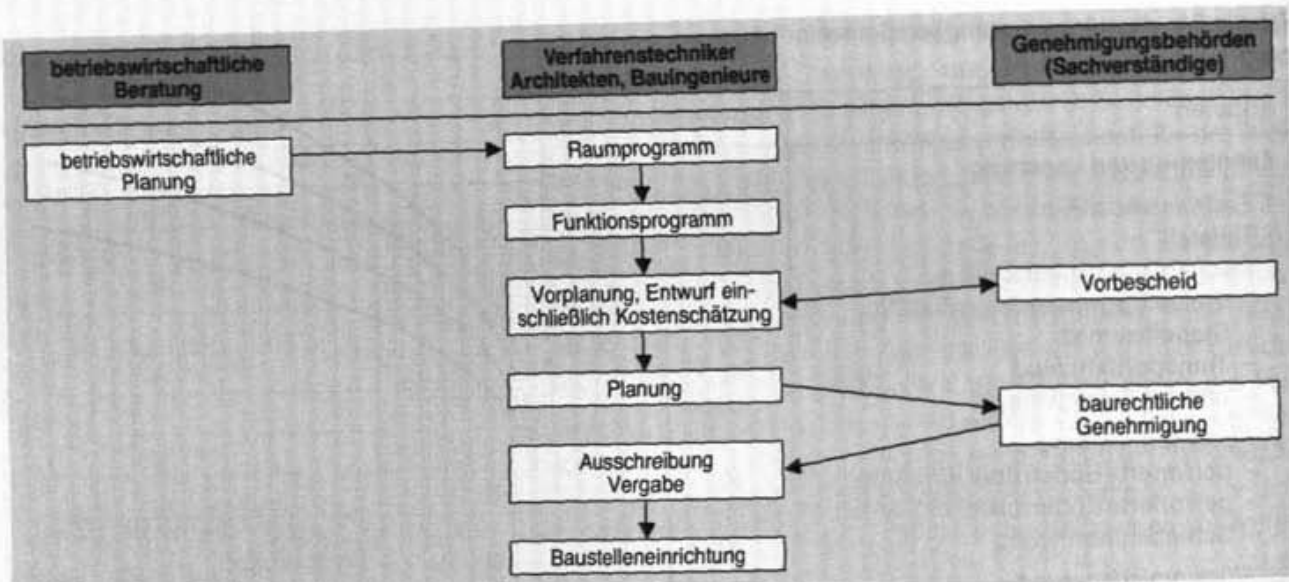 betriebswirtschaftliche
Beratung
Verfahrenstechniker
Architekten, Bauingenieure
Genehmigungsbehörden
(Sachverständige)
betriebswirtschaftliche
Planung
Raumprogramm
Funktionsprogramm
Vorplanung, Entwurf ein-
schließlich Kostenschätzung
Vorbescheid
Planung
baurechtliche
Genehmigung
Ausschreibung
Vergabe
Baustelleneinrichtung